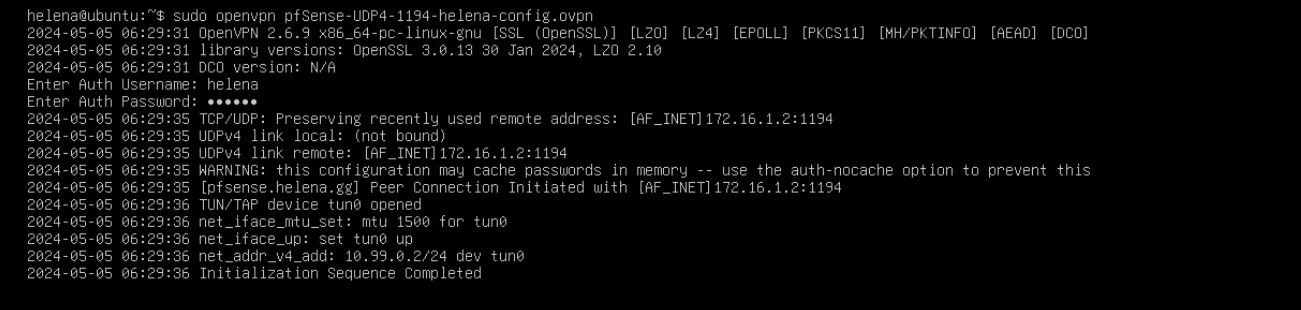 helena@ubuntu:~$ sudo openvpn pfSense-UDP4-1194-helena-config.ovpn
2024-05-05 06:29:31 OpenVPN 2.6.9 x86_64-pc-linux-gnu [SSL (OpenSSL)] [LZO] [LZ4] [EPOLL] [PKCS11] [MH/PKTINFO] [AEAD] [DCO]
2024-05-05 06:29:31 library versions: OpenSSL 3.0.13 30 Jan 2024, LZO 2.10
2024-05-05 06:29:31 DCO version: N/A
Enter Auth Username: helena
Enter Auth Password: ••••••
2024-05-05 06:29:35 TCP/UDP: Preserving recently used remote address: [AF_INET]172.16.1.2:1194
2024-05-05 06:29:35 UDPv4 link local: (not bound)
2024-05-05 06:29:35 UDPv4 link remote: [AF_INET]172.16.1.2:1194
2024-05-05 06:29:35 WARNING: this configuration may cache passwords in memory -- use the auth-nocache option to prevent this
2024-05-05 06:29:35 [pfsense.helena.gg] Peer Connection Initiated with [AF_INET]172.16.1.2:1194
2024-05-05 06:29:36 TUN/TAP device tun0 opened
2024-05-05 06:29:36 net_iface_mtu_set: mtu 1500 for tun0
2024-05-05 06:29:36 net_iface_up: set tun0 up
2024-05-05 06:29:36 net_addr_v4_add: 10.99.0.2/24 dev tun0
2024-05-05 06:29:36 Initialization Sequence Completed